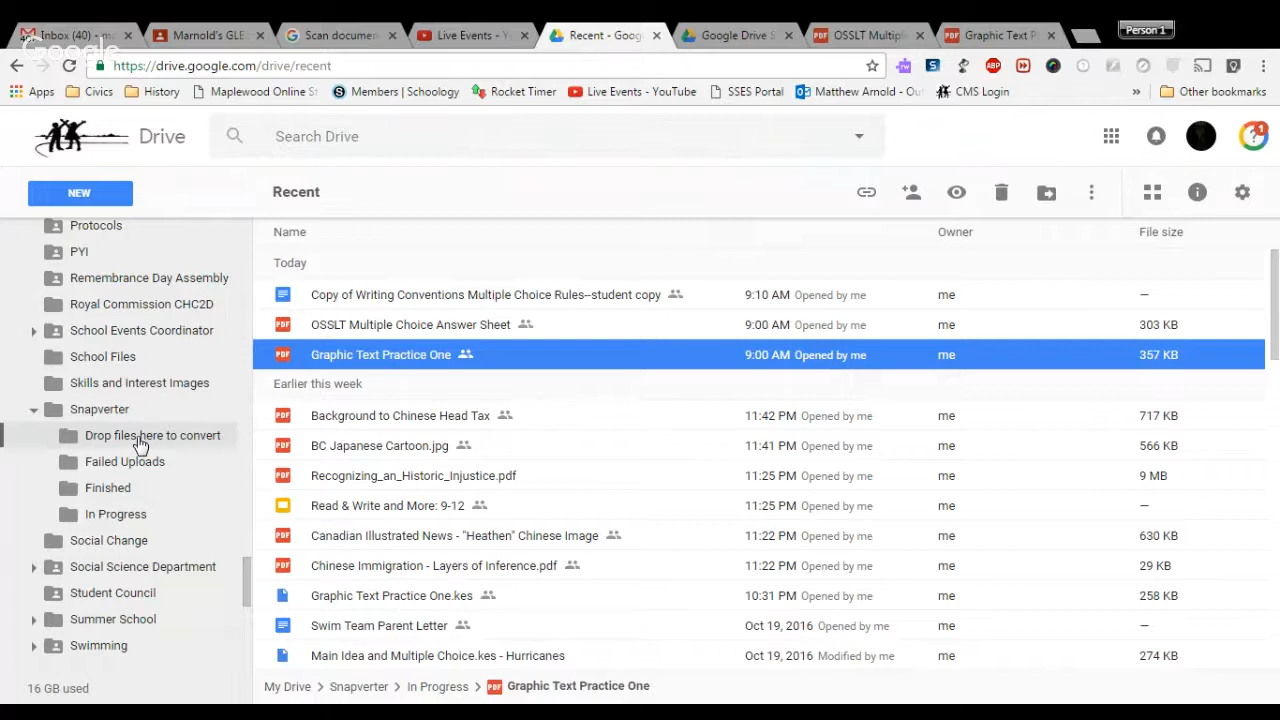 Inbox (40) - m
Marnold's GLE
Scan documen
Live Events - Y
Recent - Goog
Google Drive S
OSSLT Multiple
Graphic Text P
Person 1
Google
https://drive.google.com/drive/recent
Apps
Civics
History
Maplewood Online S
Members | Schoology
Rocket Timer
Live Events - YouTube
SSES Portal
Matthew Arnold - Ou
CMS Login
»
Other bookmarks
Drive
Search Drive
NEW
Recent
Protocols
PYI
Remembrance Day Assembly
Royal Commission CHC2D
School Events Coordinator
School Files
Skills and Interest Images
Snapverter
Drop files here to convert
Failed Uploads
Finished
In Progress
Social Change
Social Science Department
Student Council
Summer School
Swimming
16 GB used
Name Owner File size
Today
Copy of Writing Conventions Multiple Choice Rules--student copy 9:10 AM Opened by me me —
PDF OSSLT Multiple Choice Answer Sheet 9:00 AM Opened by me me 303 KB
PDF Graphic Text Practice One 9:00 AM Opened by me me 357 KB
Earlier this week
PDF Background to Chinese Head Tax 11:42 PM Opened by me me 717 KB
PDF BC Japanese Cartoon.jpg 11:41 PM Opened by me me 566 KB
PDF Recognizing_an_Historic_Injustice.pdf 11:25 PM Opened by me me 9 MB
Read & Write and More: 9-12 11:25 PM Opened by me me —
PDF Canadian Illustrated News - "Heathen" Chinese Image 11:22 PM Opened by me me 630 KB
PDF Chinese Immigration - Layers of Inference.pdf 11:22 PM Opened by me me 29 KB
Graphic Text Practice One.kes 10:31 PM Opened by me me 258 KB
Swim Team Parent Letter Oct 19, 2016 Opened by me me —
Main Idea and Multiple Choice.kes - Hurricanes Oct 19, 2016 Modified by me me 274 KB
My Drive > Snapverter > In Progress > PDF Graphic Text Practice One